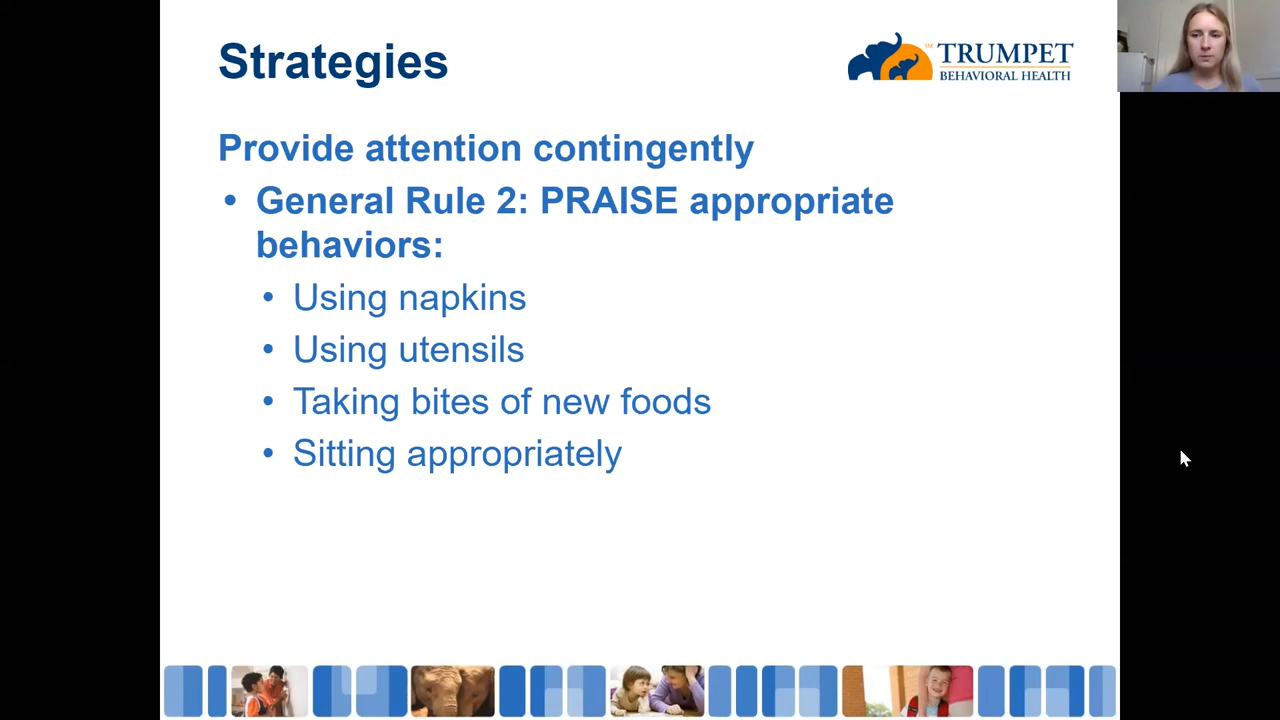 Strategies
TRUMPET
BEHAVIORAL HEALTH
Provide attention contingently
• General Rule 2: PRAISE appropriate
behaviors:
• Using napkins
• Using utensils
• Taking bites of new foods
• Sitting appropriately